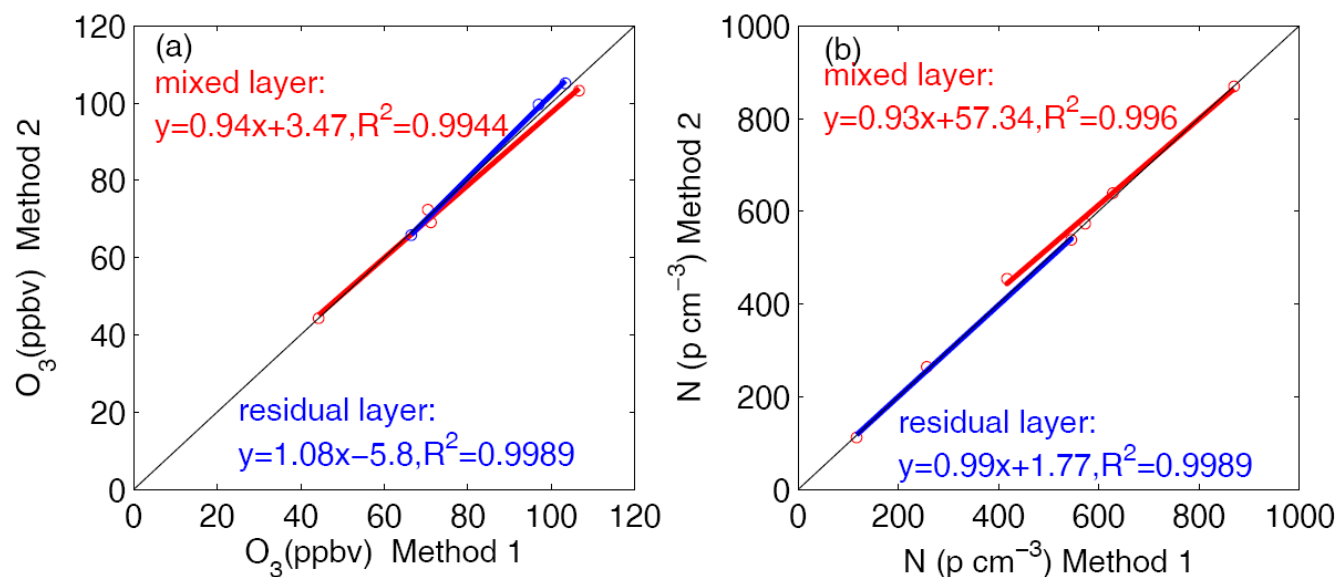 (a)
mixed layer:
y=0.94x+3.47,R²=0.9944
residual layer:
y=1.08x−5.8,R²=0.9989
O₃(ppbv) Method 2
120
100
80
60
40
20
0
0 20 40 60 80 100 120
O₃(ppbv) Method 1
(b)
mixed layer:
y=0.93x+57.34,R²=0.996
residual layer:
y=0.99x+1.77,R²=0.9989
N (p cm⁻³) Method 2
1000
800
600
400
200
0
0 200 400 600 800 1000
N (p cm⁻³) Method 1